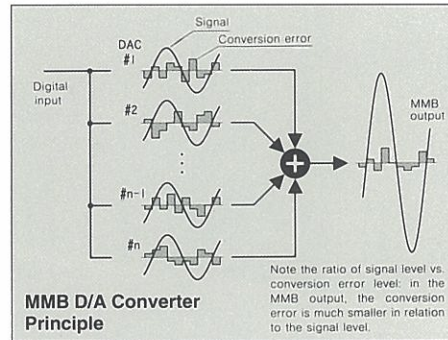 Signal
DAC
Conversion error
#1
Digital
input
#2
MMB
output
#n-1
#n
MMB D/A Converter
Principle
Note the ratio of signal level vs.
conversion error level: in the
MMB output, the conversion
error is much smaller in relation
to the signal level.